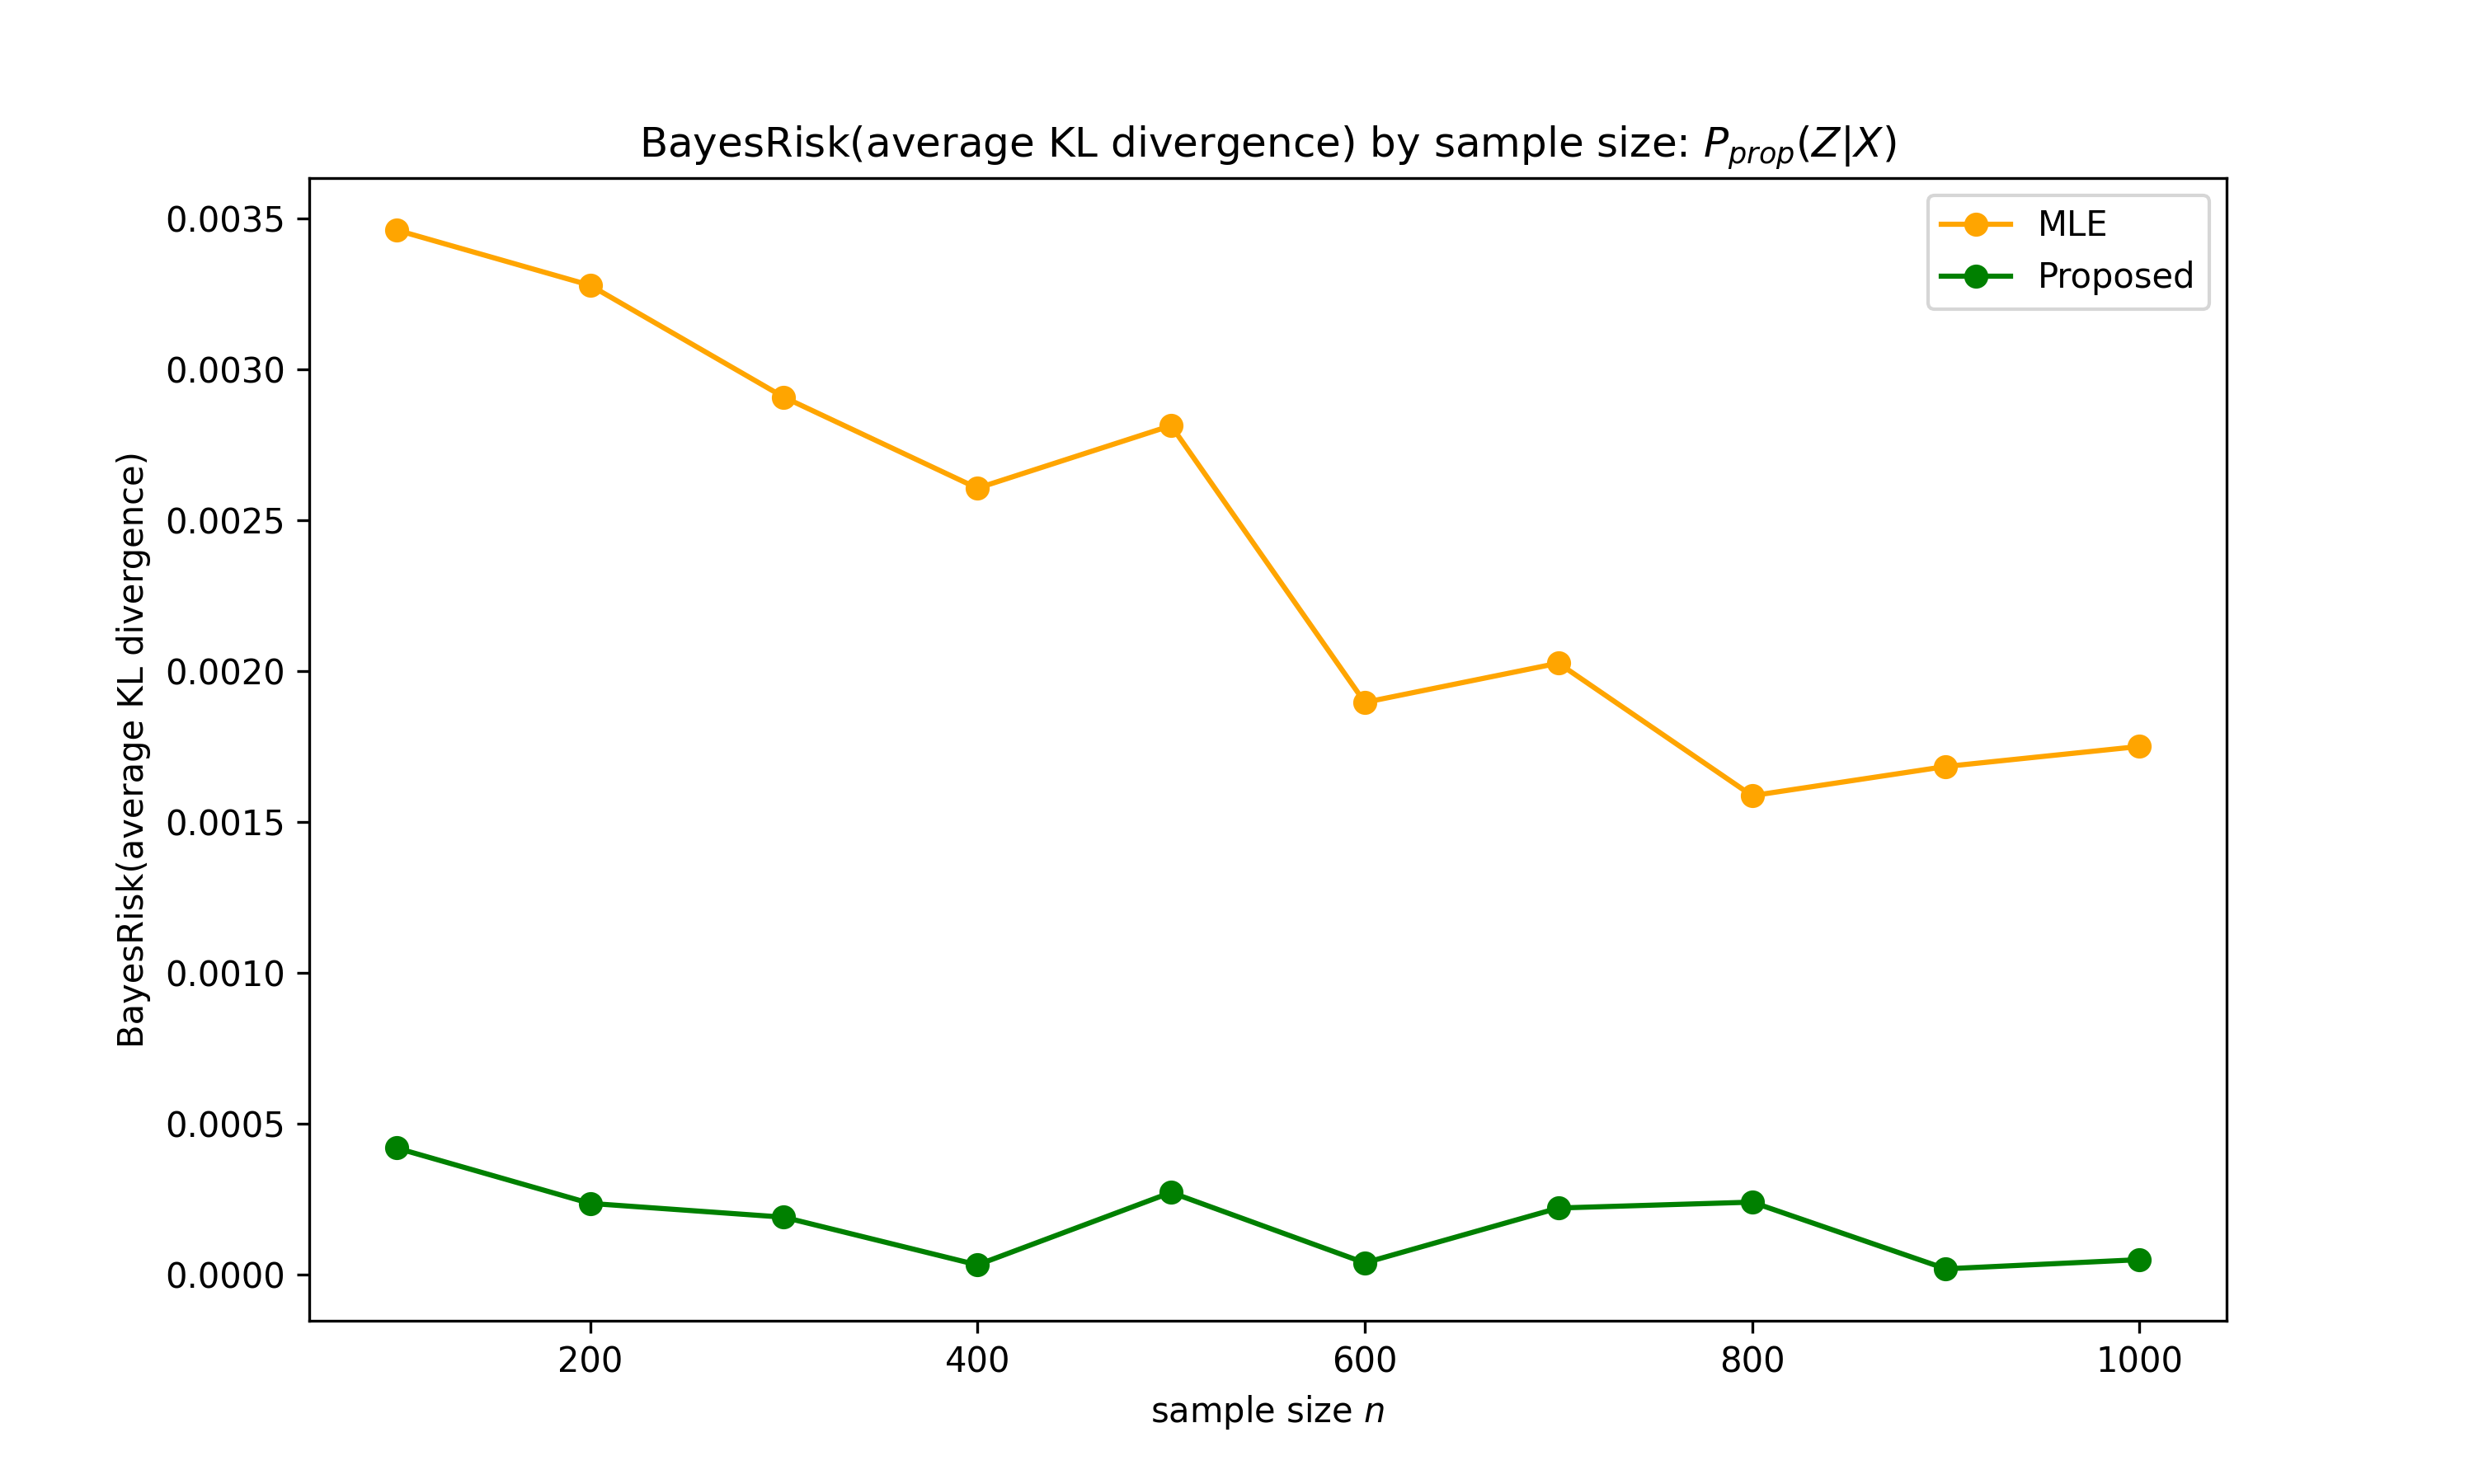 BayesRisk(average KL divergence) by sample size: P_prop(Z|X)
MLE
Proposed
BayesRisk(average KL divergence)
0.0035
0.0030
0.0025
0.0020
0.0015
0.0010
0.0005
0.0000
200 400 600 800 1000
sample size n